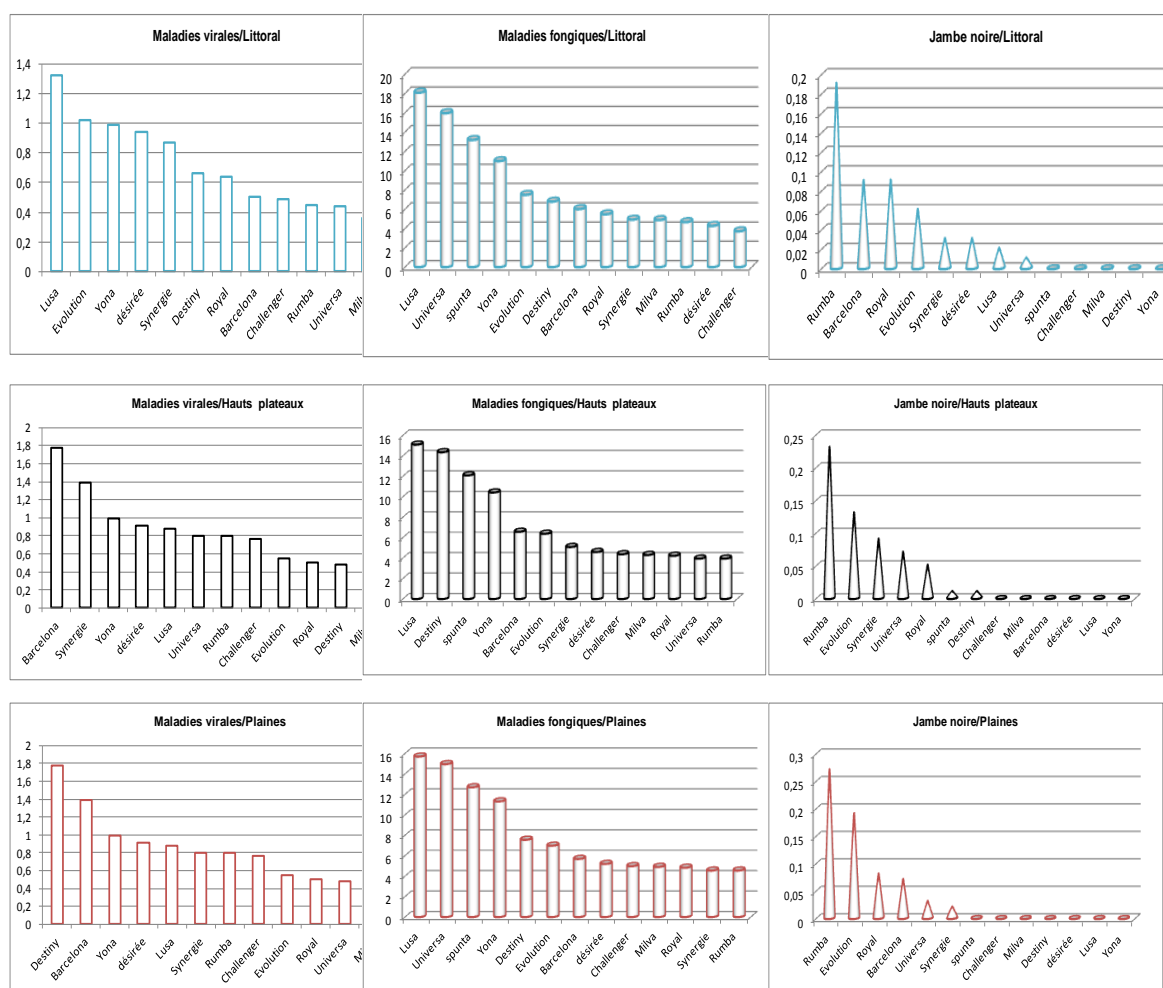 Maladies virales/Littoral
1,4
1,2
1
0,8
0,6
0,4
0,2
0
Lusa
Evolution
Yona
désirée
Synergie
Destiny
Royal
Barcelona
Challenger
Rumba
Universa
Mil
Maladies fongiques/Littoral
20
18
16
14
12
10
8
6
4
2
0
Lusa
Universa
spunta
Yona
Evolution
Destiny
Barcelona
Royal
Synergie
Milva
Rumba
désirée
Challenger
Jambe noire/Littoral
0,2
0,18
0,16
0,14
0,12
0,1
0,08
0,06
0,04
0,02
0
Rumba
Barcelona
Royal
Evolution
Synergie
désirée
Lusa
Universa
spunta
Challenger
Milva
Destiny
Yona
Maladies virales/Hauts plateaux
2
1,8
1,6
1,4
1,2
1
0,8
0,6
0,4
0,2
0
Barcelona
Synergie
Yona
désirée
Lusa
Universa
Rumba
Challenger
Evolution
Royal
Destiny
Mil
Maladies fongiques/Hauts plateaux
16
14
12
10
8
6
4
2
0
Lusa
Destiny
spunta
Yona
Barcelona
Evolution
Synergie
désirée
Challenger
Milva
Royal
Universa
Rumba
Jambe noire/Hauts plateaux
0,25
0,2
0,15
0,1
0,05
0
Rumba
Evolution
Synergie
Universa
Royal
spunta
Destiny
Challenger
Milva
Barcelona
désirée
Lusa
Yona
Maladies virales/Plaines
2
1,8
1,6
1,4
1,2
1
0,8
0,6
0,4
0,2
0
Destiny
Barcelona
Yona
désirée
Lusa
Synergie
Rumba
Challenger
Evolution
Royal
Universa
Mi
Maladies fongiques/Plaines
16
14
12
10
8
6
4
2
0
Lusa
Universa
spunta
Yona
Destiny
Evolution
Barcelona
désirée
Challenger
Milva
Royal
Synergie
Rumba
Jambe noire/Plaines
0,3
0,25
0,2
0,15
0,1
0,05
0
Rumba
Evolution
Royal
Barcelona
Universa
Synergie
spunta
Challenger
Milva
Destiny
désirée
Lusa
Yona